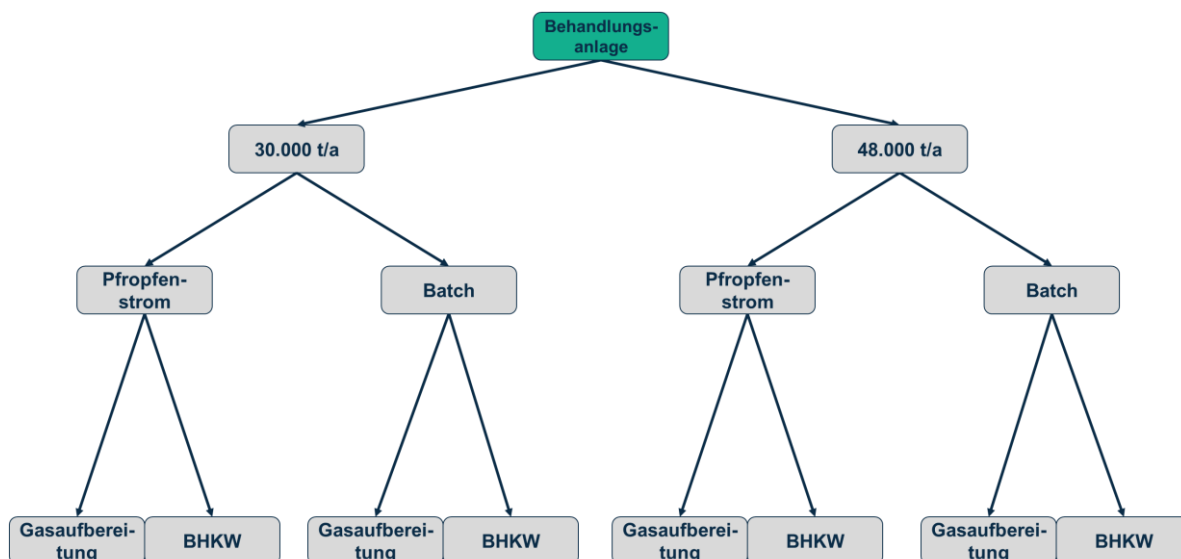 Behandlungs-
anlage
30.000 t/a
48.000 t/a
Pfropfen-
strom
Batch
Pfropfen-
strom
Batch
Gasaufberei-
tung
BHKW
Gasaufberei-
tung
BHKW
Gasaufberei-
tung
BHKW
Gasaufberei-
tung
BHKW